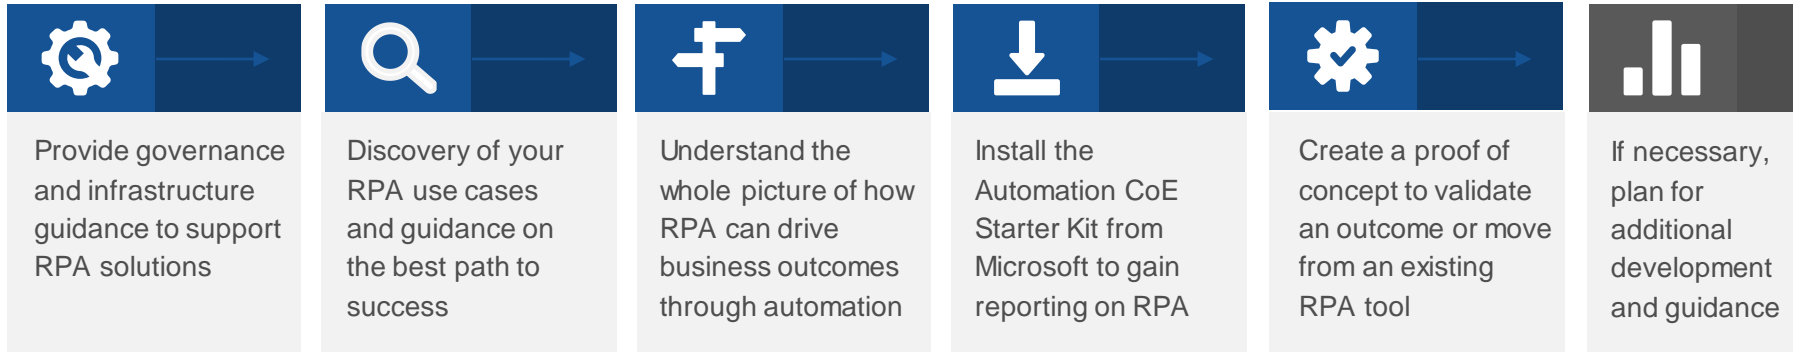 Provide governance
and infrastructure
guidance to support
RPA solutions
Discovery of your
RPA use cases
and guidance on
the best path to
success
Understand the
whole picture of how
RPA can drive
business outcomes
through automation
Install the
Automation CoE
Starter Kit from
Microsoft to gain
reporting on RPA
Create a proof of
concept to validate
an outcome or move
from an existing
RPA tool
If necessary,
plan for
additional
development
and guidance